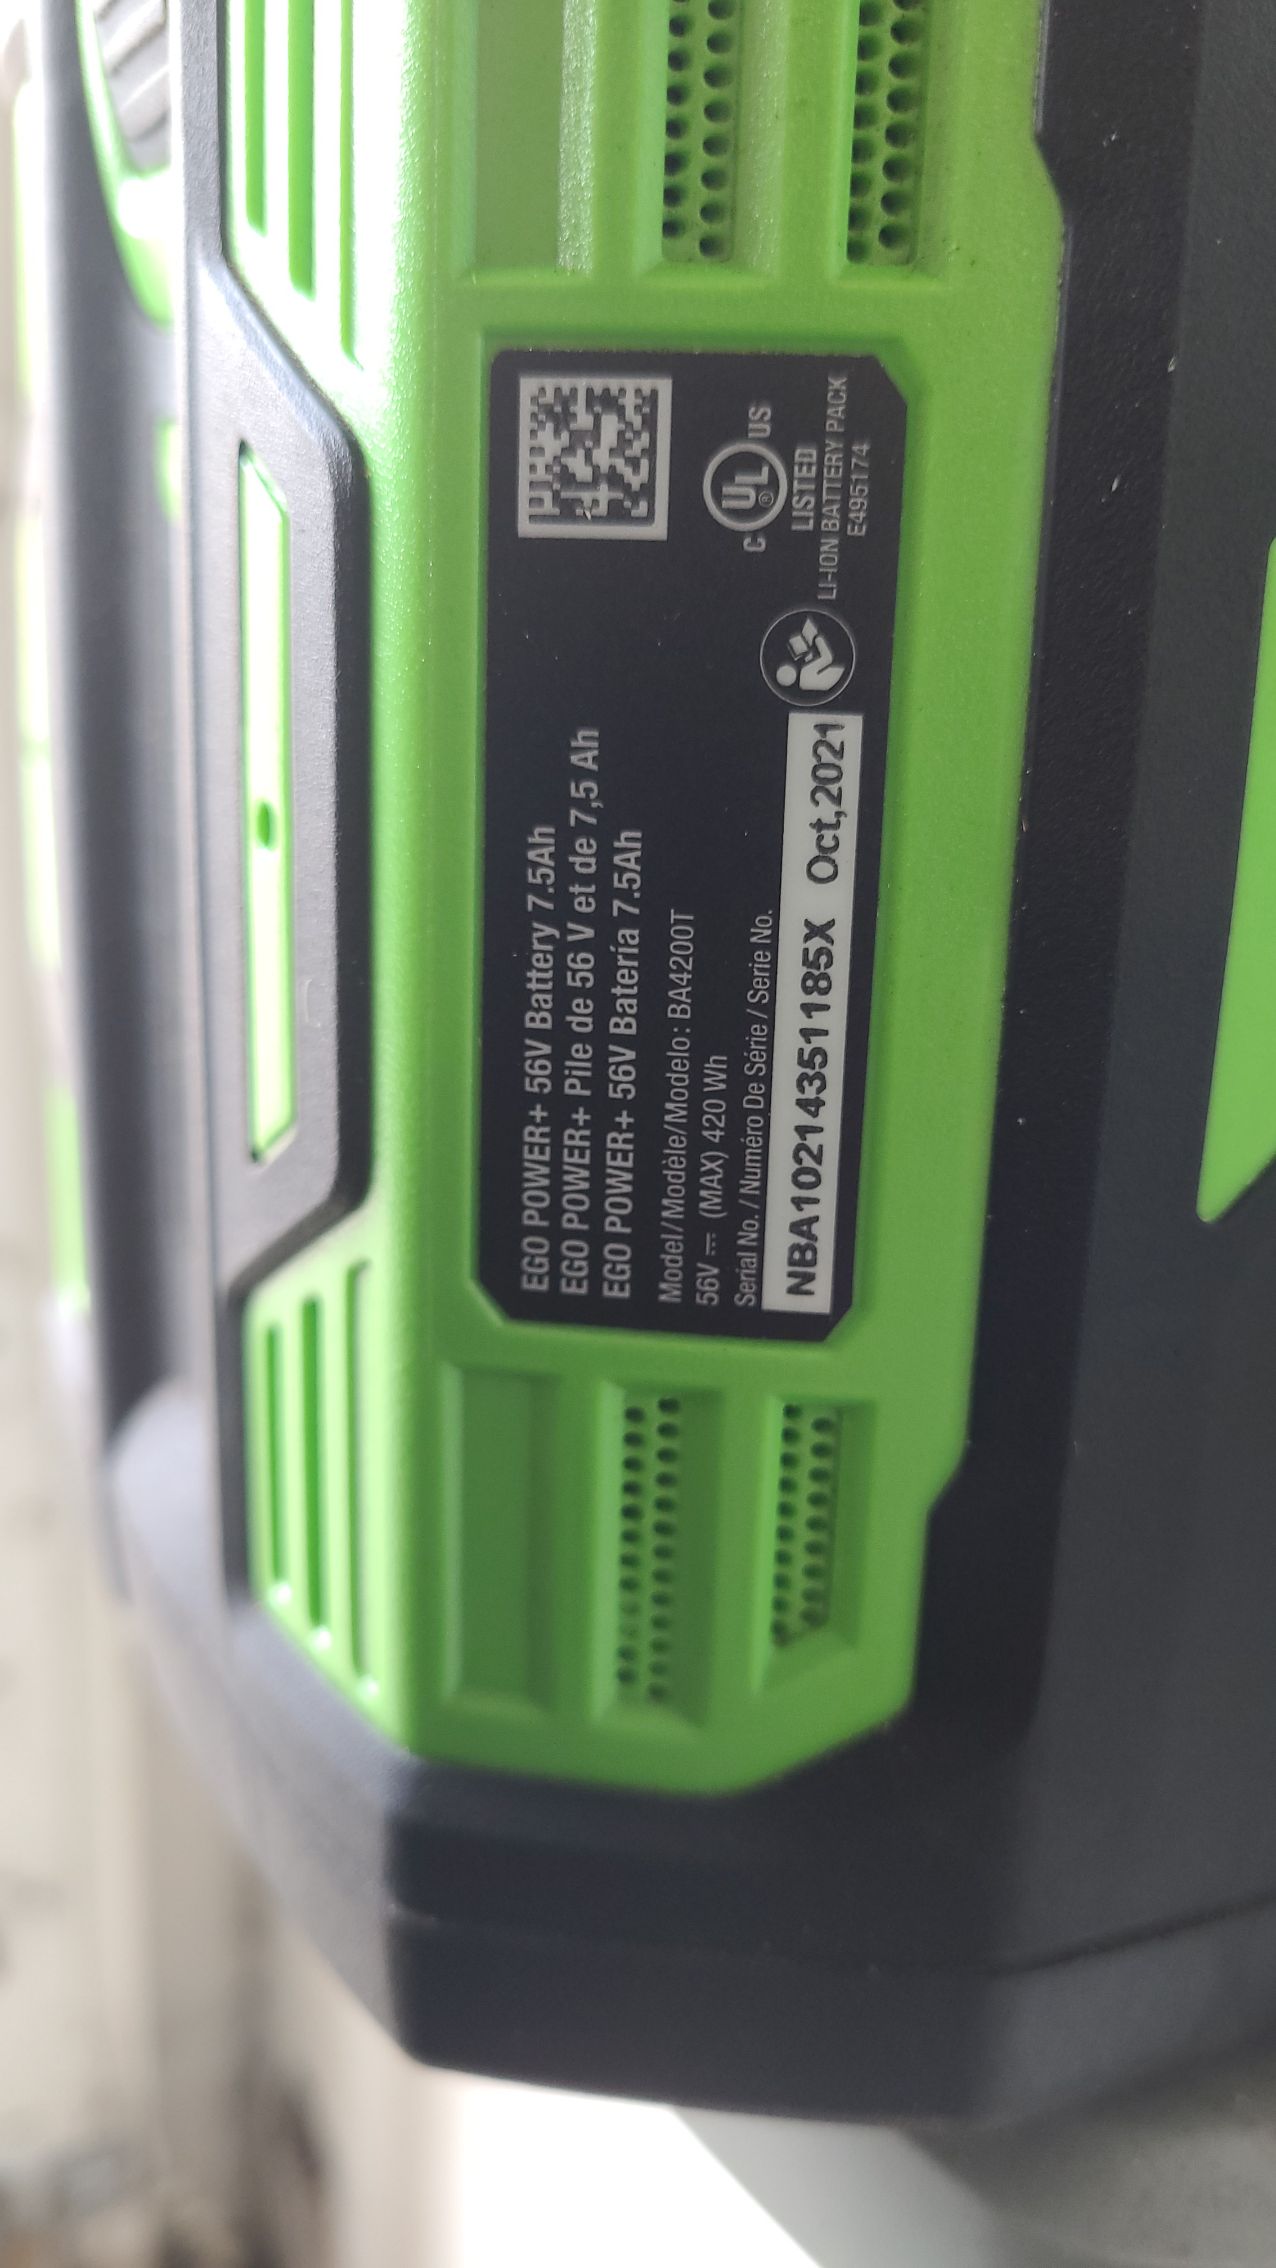 EGO POWER+ 56V Battery 7.5Ah
EGO POWER+ Pile de 56 V et de 7,5 Ah
EGO POWER+ 56V Batería 7.5Ah
Model/Modèle/Modelo: BA4200T
56V ⎓ (MAX) 420 Wh
Serial No. / Numéro De Série / Serie No.
NBA10214351185X Oct,2021
C UL ® US
LISTED
LI-ION BATTERY PACK
E495174